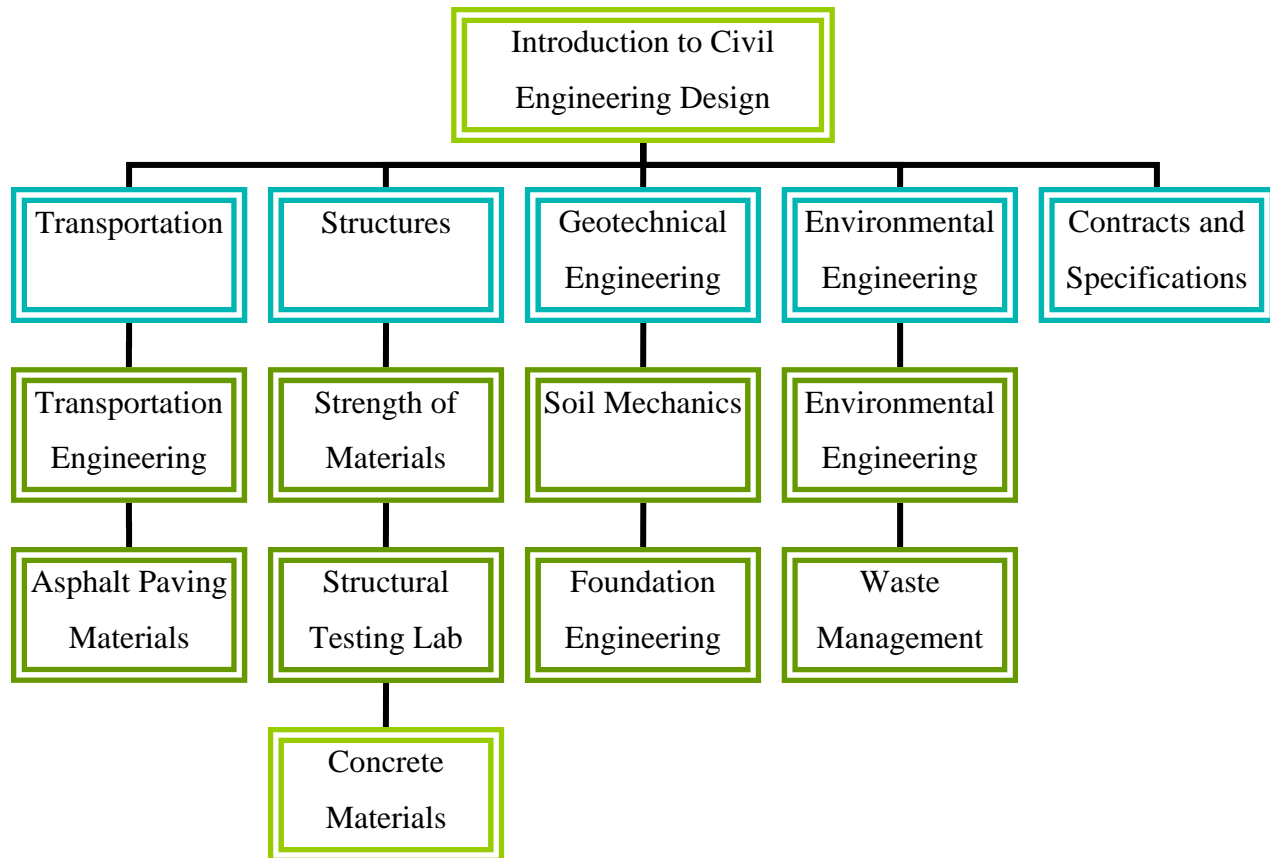 Introduction to Civil
Engineering Design
Transportation
Structures
Geotechnical
Engineering
Environmental
Engineering
Contracts and
Specifications
Transportation
Engineering
Strength of
Materials
Soil Mechanics
Environmental
Engineering
Asphalt Paving
Materials
Structural
Testing Lab
Foundation
Engineering
Waste
Management
Concrete
Materials